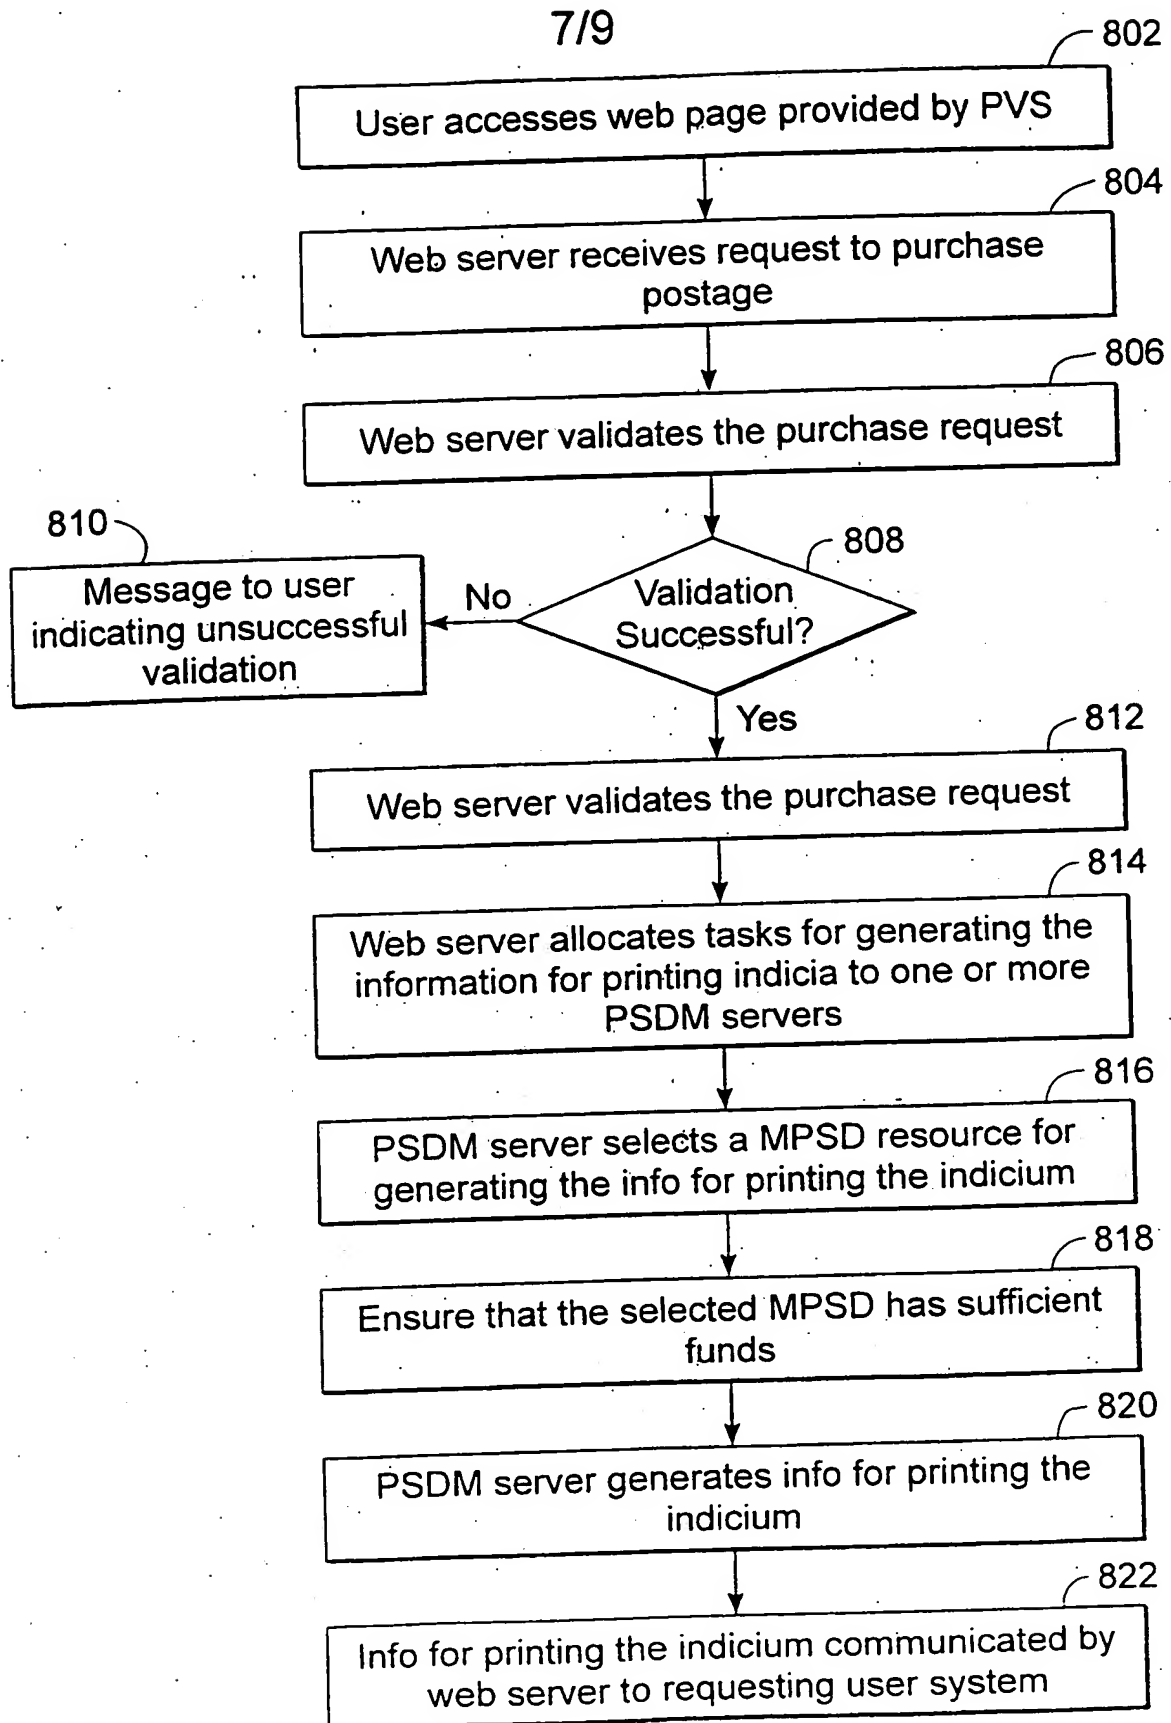 7/9
802
User accesses web page provided by PVS
804
Web server receives request to purchase
postage
806
Web server validates the purchase request
808
Validation
Successful?
No
810
Message to user
indicating unsuccessful
validation
Yes
812
Web server validates the purchase request
814
Web server allocates tasks for generating the
information for printing indicia to one or more
PSDM servers
816
PSDM server selects a MPSD resource for
generating the info for printing the indicium
818
Ensure that the selected MPSD has sufficient
funds
820
PSDM server generates info for printing the
indicium
822
Info for printing the indicium communicated by
web server to requesting user system